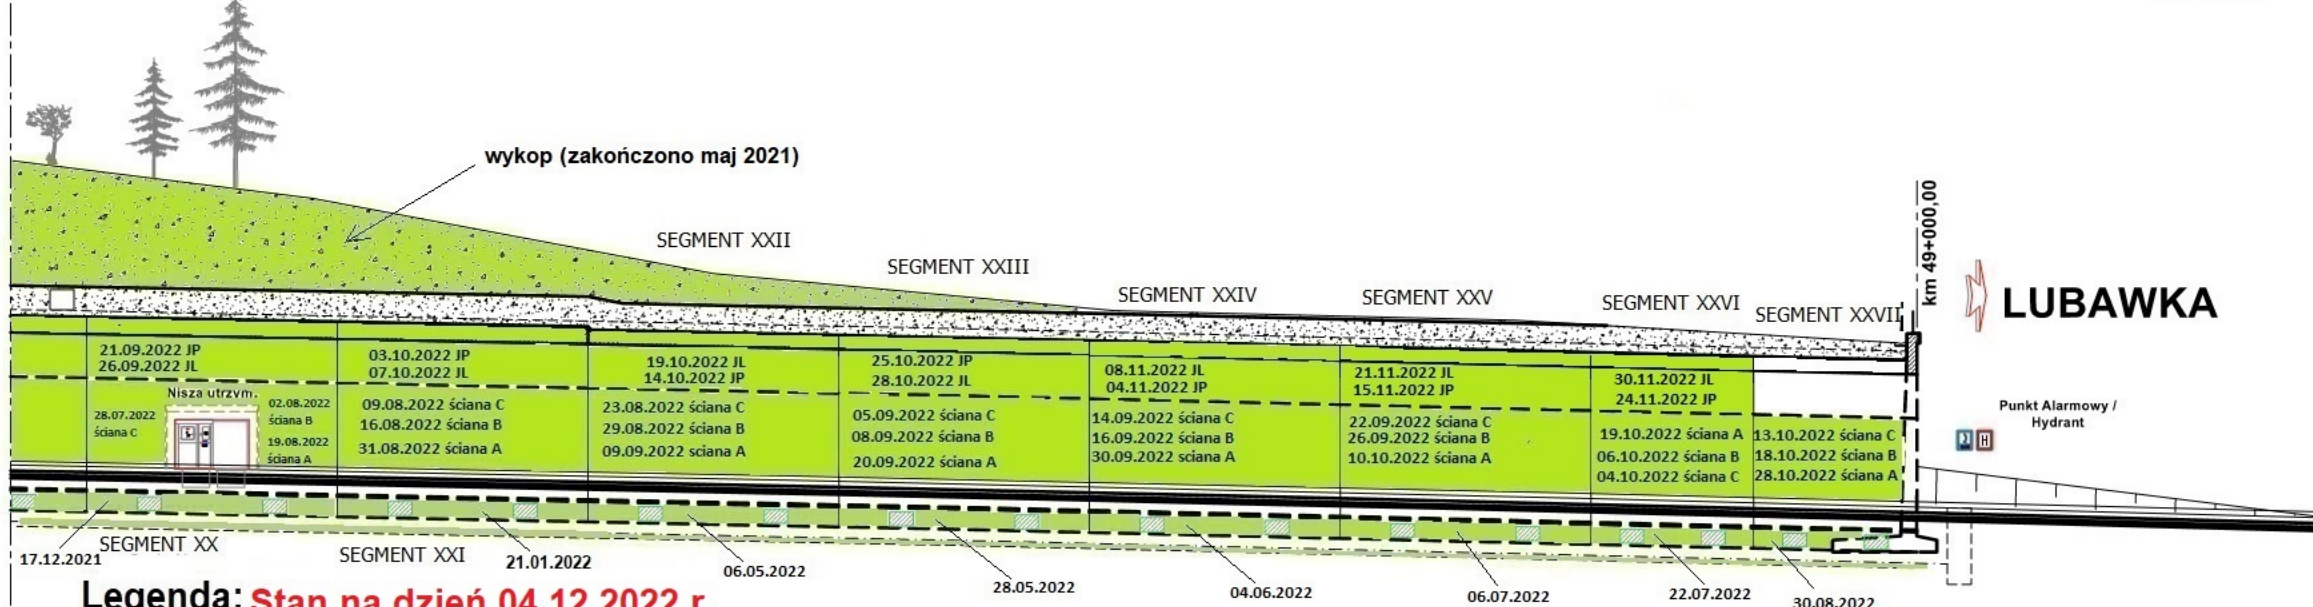 wykop (zakończono maj 2021)
SEGMENT XXII
SEGMENT XXIII
SEGMENT XXIV
SEGMENT XXV
SEGMENT XXVI
SEGMENT XXVII
km 49+000,00
LUBAWKA
21.09.2022 JP
26.09.2022 JL
Nisza utrzym.
28.07.2022
ściana C
02.08.2022
ściana B
19.08.2022
ściana A
03.10.2022 JP
07.10.2022 JL
09.08.2022 ściana C
16.08.2022 ściana B
31.08.2022 ściana A
19.10.2022 JL
14.10.2022 JP
23.08.2022 ściana C
29.08.2022 ściana B
09.09.2022 sciana A
25.10.2022 JP
28.10.2022 JL
05.09.2022 ściana C
08.09.2022 ściana B
20.09.2022 ściana A
08.11.2022 JL
04.11.2022 JP
14.09.2022 ściana C
16.09.2022 ściana B
30.09.2022 sciana A
21.11.2022 JL
15.11.2022 JP
22.09.2022 ściana C
26.09.2022 ściana B
10.10.2022 ściana A
30.11.2022 JL
24.11.2022 JP
19.10.2022 ściana A
06.10.2022 ściana B
04.10.2022 ściana C
13.10.2022 ściana C
18.10.2022 ściana B
28.10.2022 ściana A
Punkt Alarmowy /
Hydrant
H
17.12.2021
SEGMENT XX
SEGMENT XXI
21.01.2022
06.05.2022
28.05.2022
04.06.2022
06.07.2022
22.07.2022
30.08.2022
Legenda: Stan na dzień 04.12.2022 r